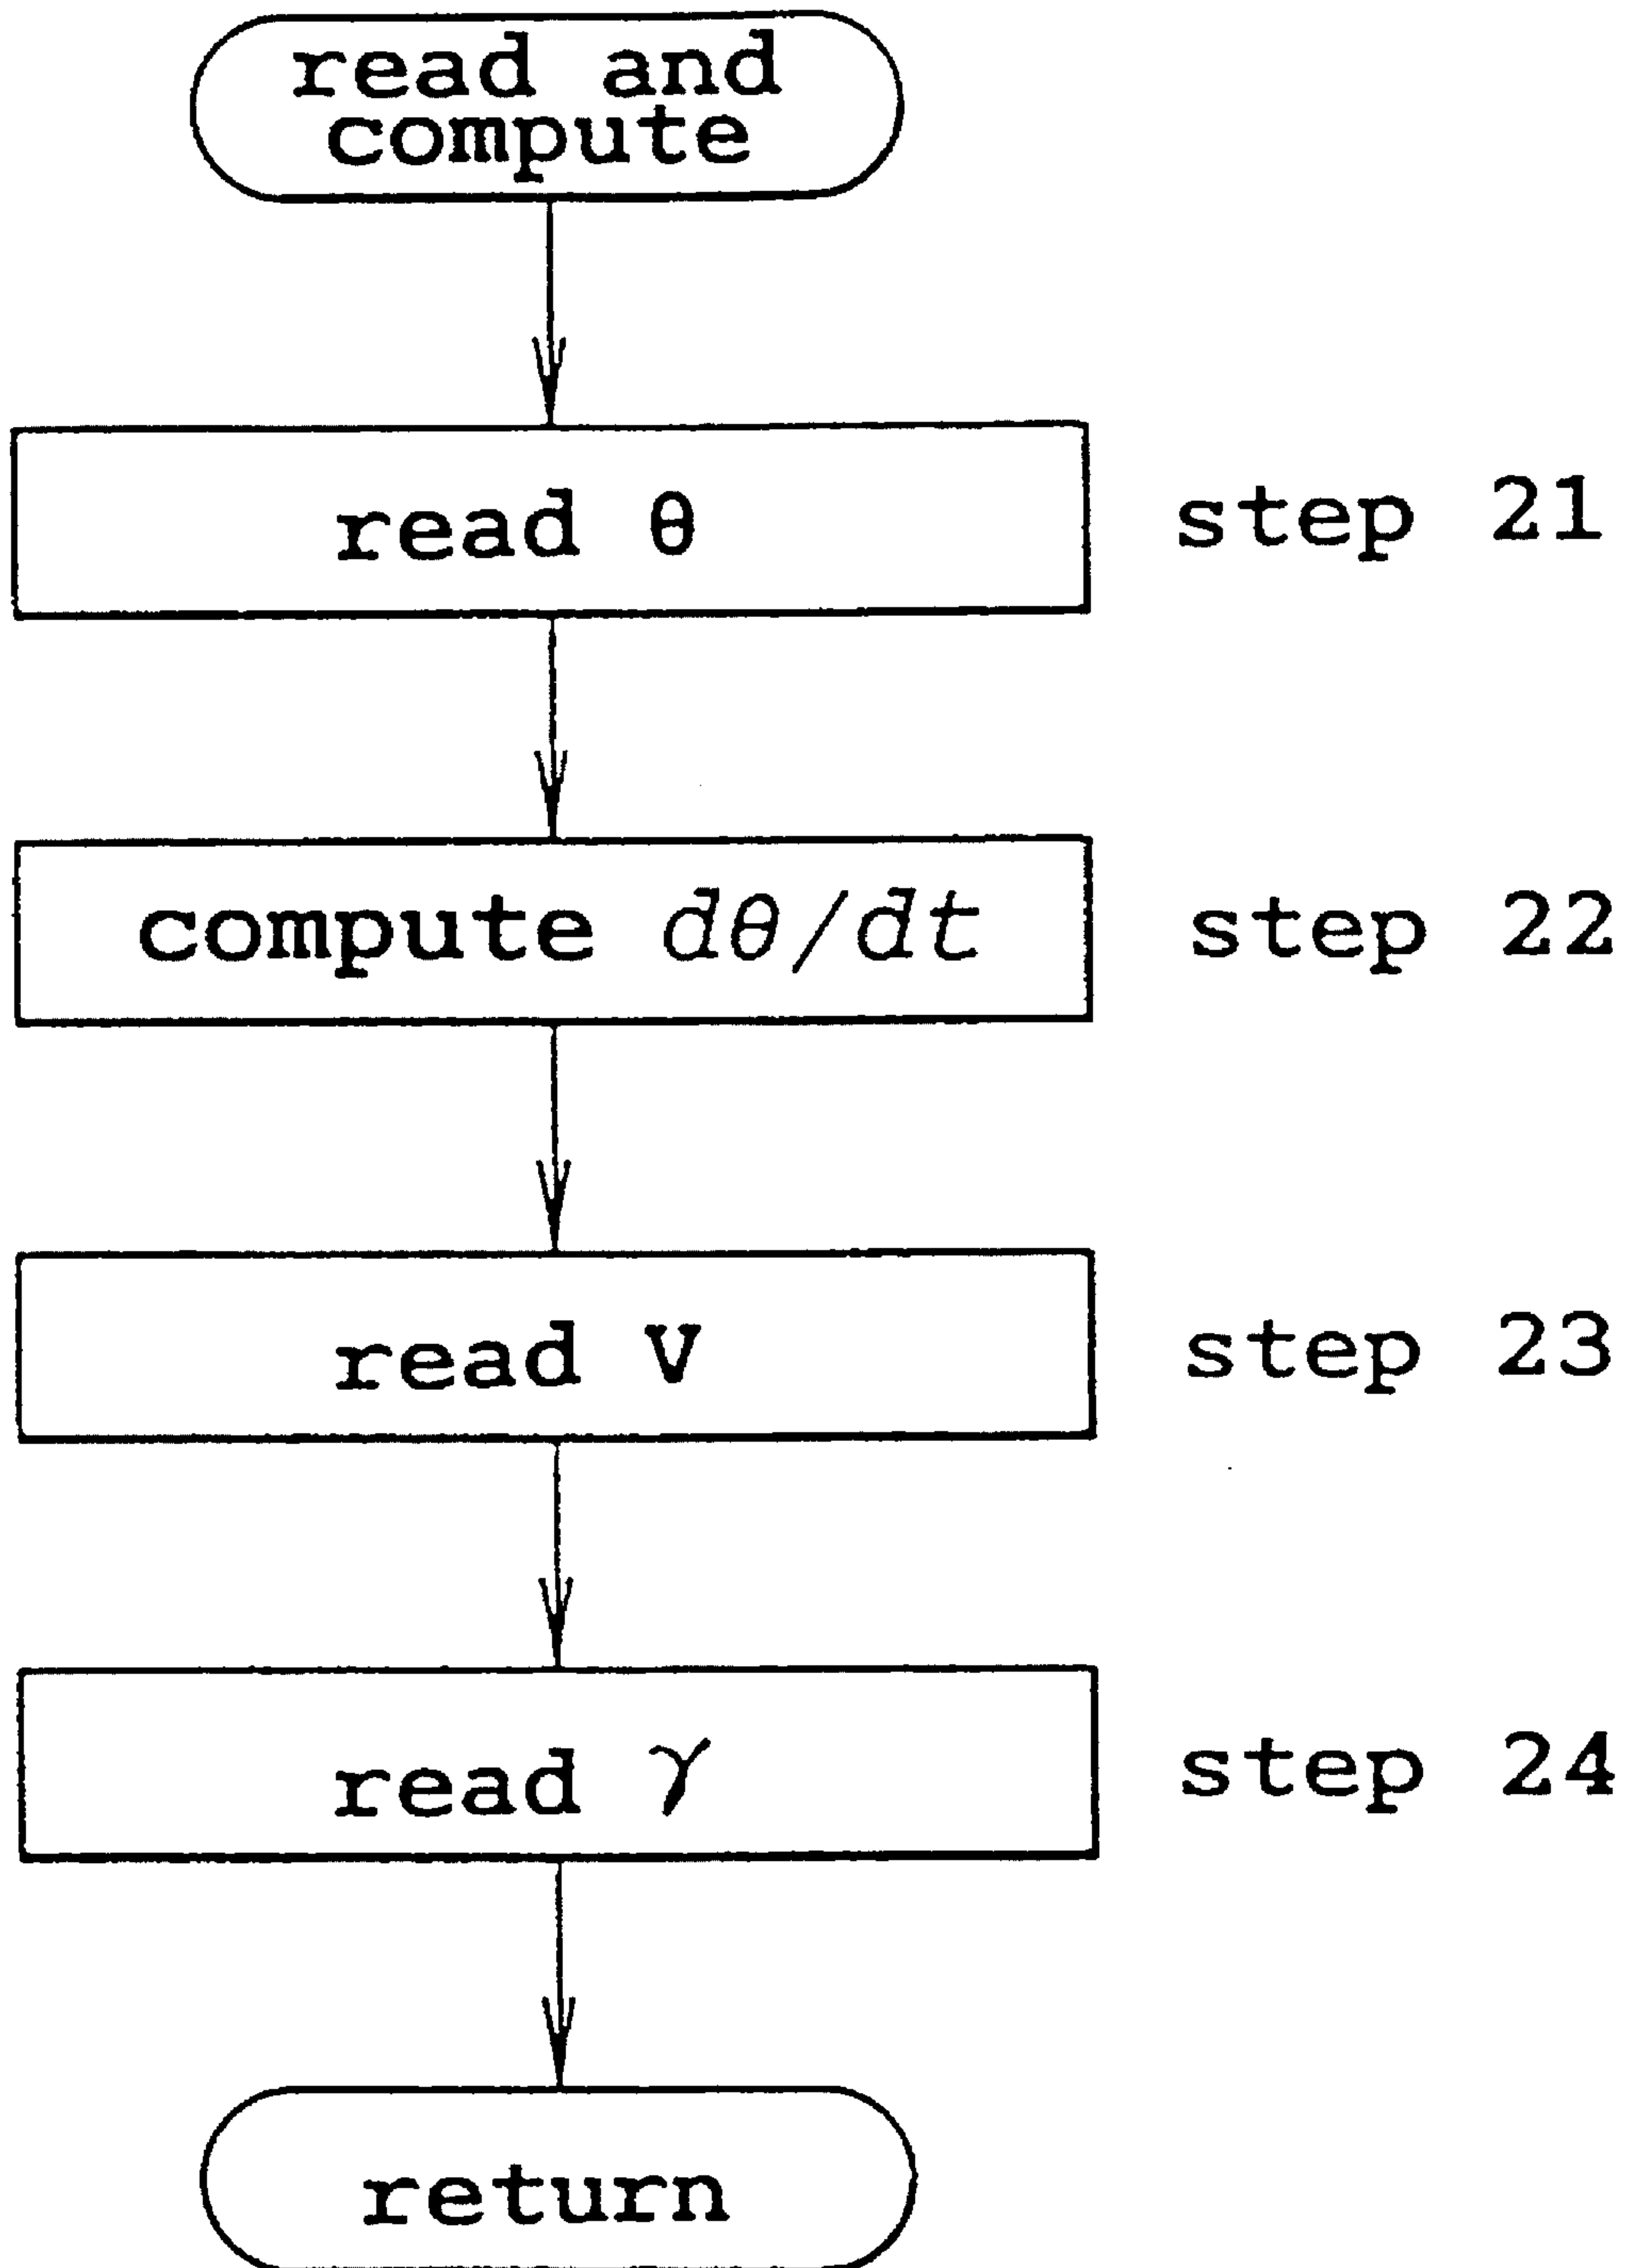 read and
compute
read θ
step 21
compute dθ/dt
step 22
read V
step 23
read γ
step 24
return